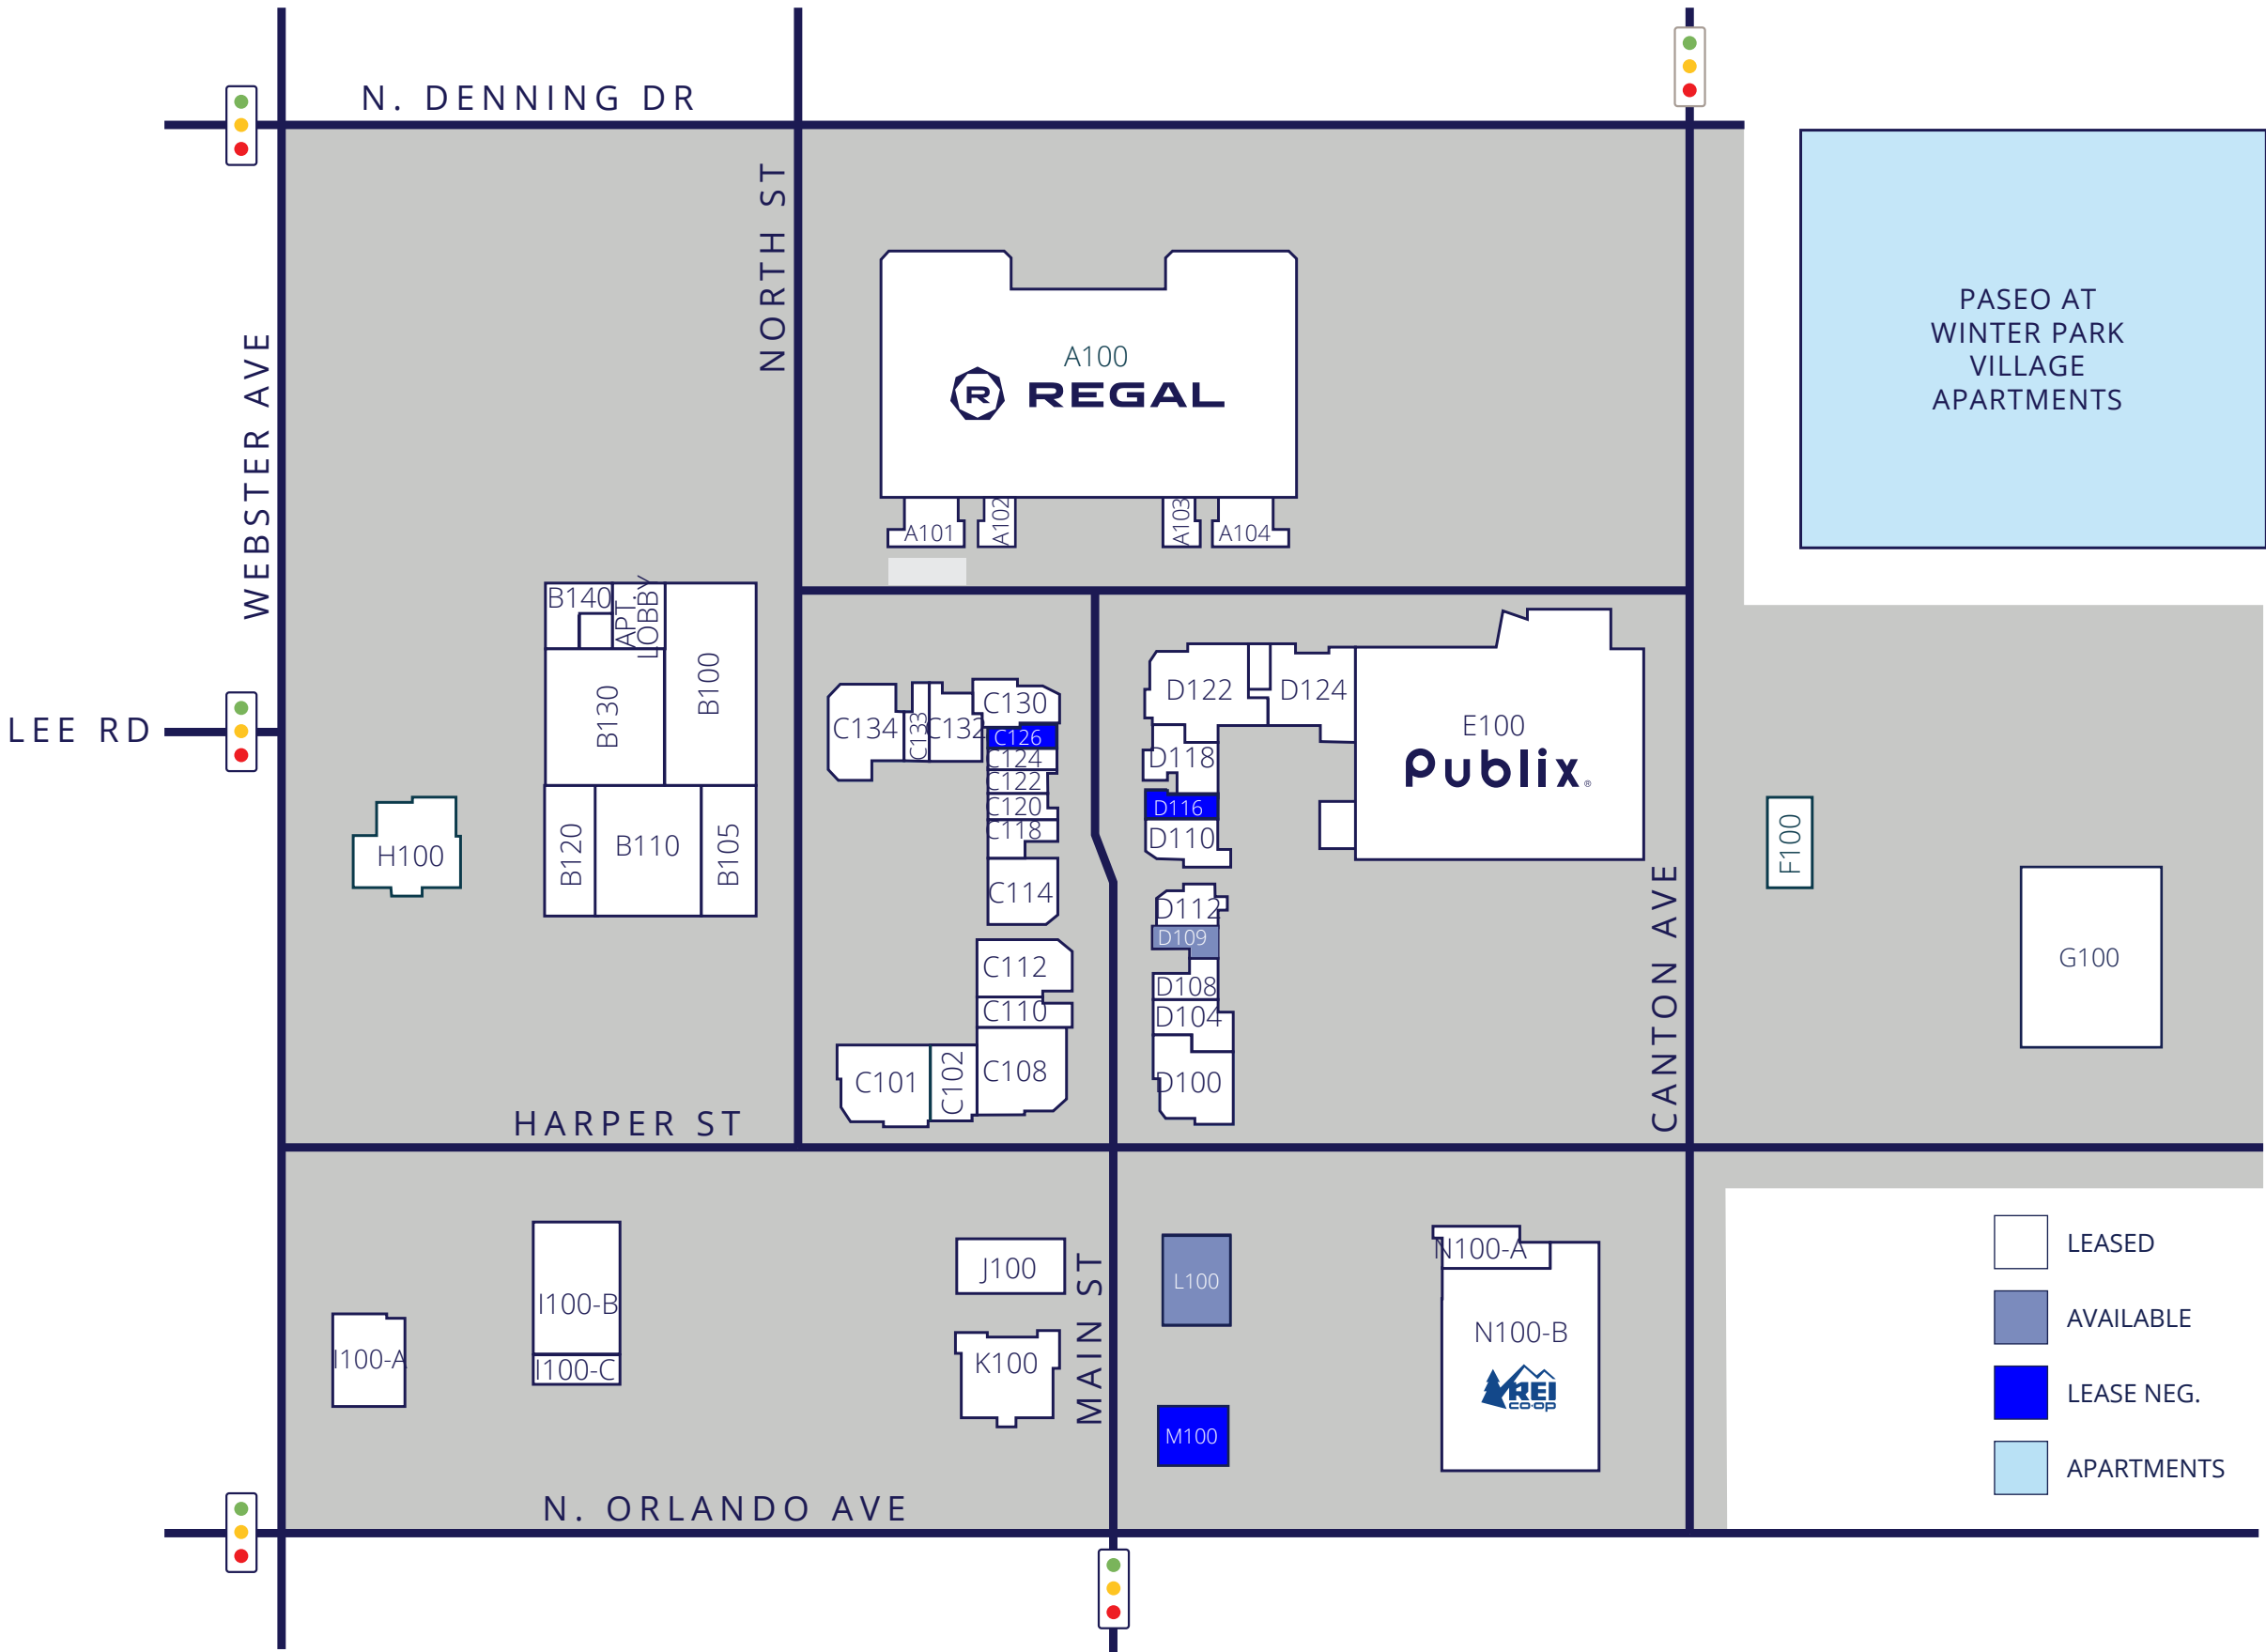 N. DENNING DR
NORTH ST
WEBSTER AVE
LEE RD
PASEO AT
WINTER PARK
VILLAGE
APARTMENTS
A100
R REGAL
A101
A102
A103
A104
B140
APT.
LOBBY
B100
B130
B120
B110
B105
H100
C134
C133
C132
C130
C126
C124
C122
C120
C118
C114
C112
C110
C108
C102
C101
D122
D124
D118
D116
D110
D112
D109
D108
D104
D100
E100
Publix®
F100
G100
CANTON AVE
HARPER ST
I100-A
I100-B
I100-C
J100
K100
MAIN ST
L100
M100
N100-A
N100-B
REI
co-op
LEASED
AVAILABLE
LEASE NEG.
APARTMENTS
N. ORLANDO AVE